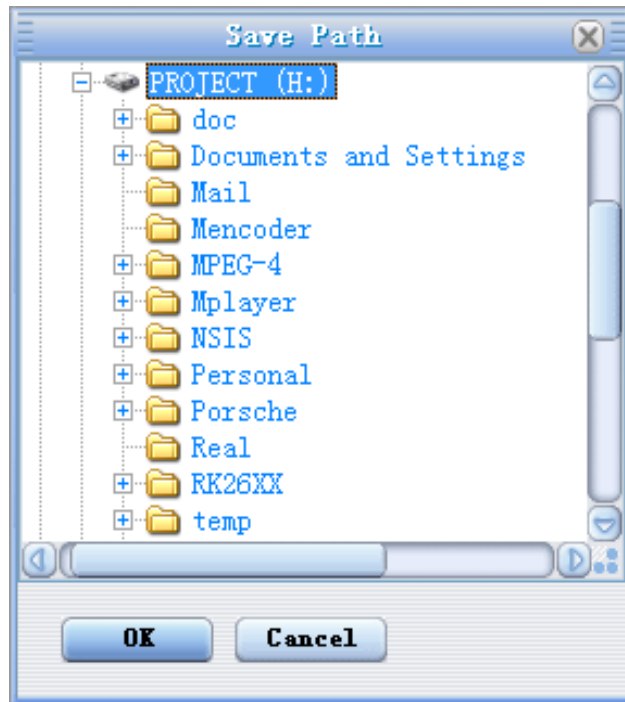 Save Path
PROJECT (H:)
doc
Documents and Settings
Mail
Mencoder
MPEG-4
Mplayer
NSIS
Personal
Porsche
Real
RK26XX
temp
OK Cancel